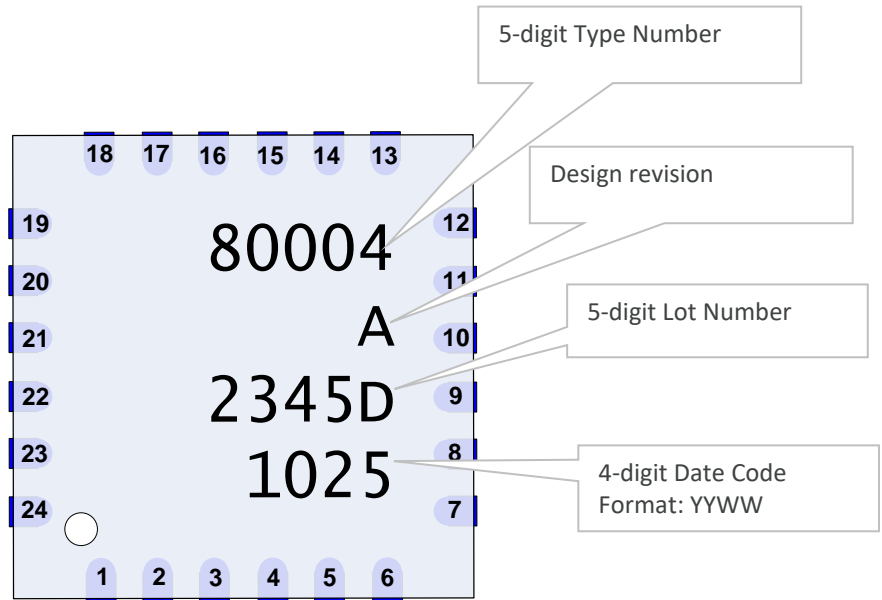 5-digit Type Number
18 17 16 15 14 13
Design revision
19 80004 12
20 11
21 A 10
5-digit Lot Number
22 2345D 9
23 1025 8
4-digit Date Code
Format: YYWW
24 7
1 2 3 4 5 6